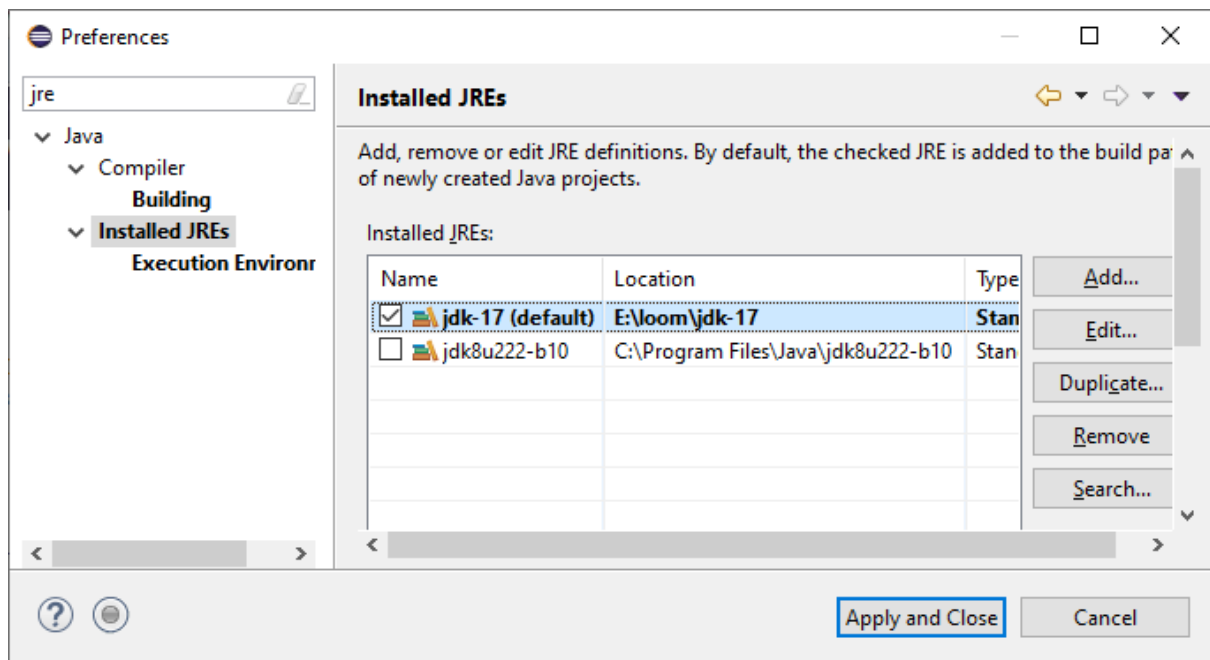 Preferences
jre
Installed JREs
Java
Compiler
Building
Installed JREs
Execution Environr
Add, remove or edit JRE definitions. By default, the checked JRE is added to the build pa
of newly created Java projects.
Installed JREs:
Name Location Type
jdk-17 (default) E:\loom\jdk-17 Stan
jdk8u222-b10 C:\Program Files\Java\jdk8u222-b10 Stan
Add...
Edit...
Duplicate...
Remove
Search...
?
Apply and Close
Cancel